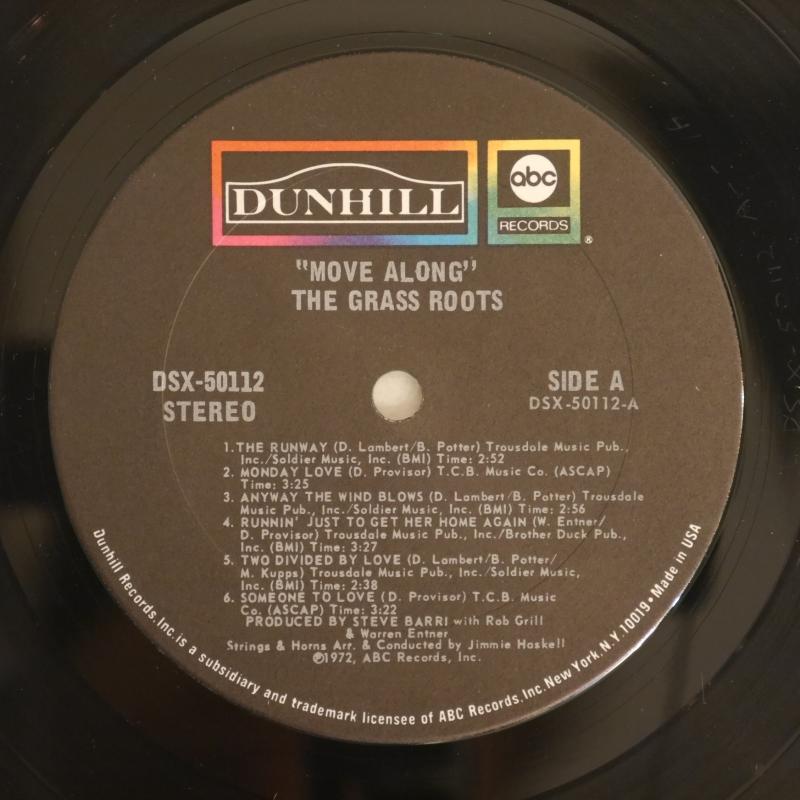 DUNHILL
abc
RECORDS
®
"MOVE ALONG"
THE GRASS ROOTS
DSX-50112
STEREO
SIDE A
DSX-50112-A
1. THE RUNWAY (D. Lambert/B. Potter) Trousdale Music Pub.,
Inc./Soldier Music, Inc. (BMI) Time: 2:52
2. MONDAY LOVE (D. Provisor) T.C.B. Music Co. (ASCAP)
Time: 3:25
3. ANYWAY THE WIND BLOWS (D. Lambert/B. Potter) Trousdale
Music Pub., Inc./Soldier Music, Inc. (BMI) Time: 2:56
4. RUNNIN' JUST TO GET HER HOME AGAIN (W. Entner/
D. Provisor) Trousdale Music Pub., Inc./Brother Duck Pub.,
Inc. (BMI) Time: 3:27
5. TWO DIVIDED BY LOVE (D. Lambert/B. Potter/
M. Kupps) Trousdale Music Pub., Inc./Soldier Music,
Inc. (BMI) Time: 2:38
6. SOMEONE TO LOVE (D. Provisor) T.C.B. Music
Co. (ASCAP) Time: 3:22
PRODUCED BY STEVE BARRI with Rob Grill
& Warren Entner
Strings & Horns Arr. & Conducted by Jimmie Haskell
℗1972, ABC Records, Inc.
Dunhill Records, Inc. is a subsidiary and trademark licensee of ABC Records, Inc. New York, N.Y. 10019 • Made in USA